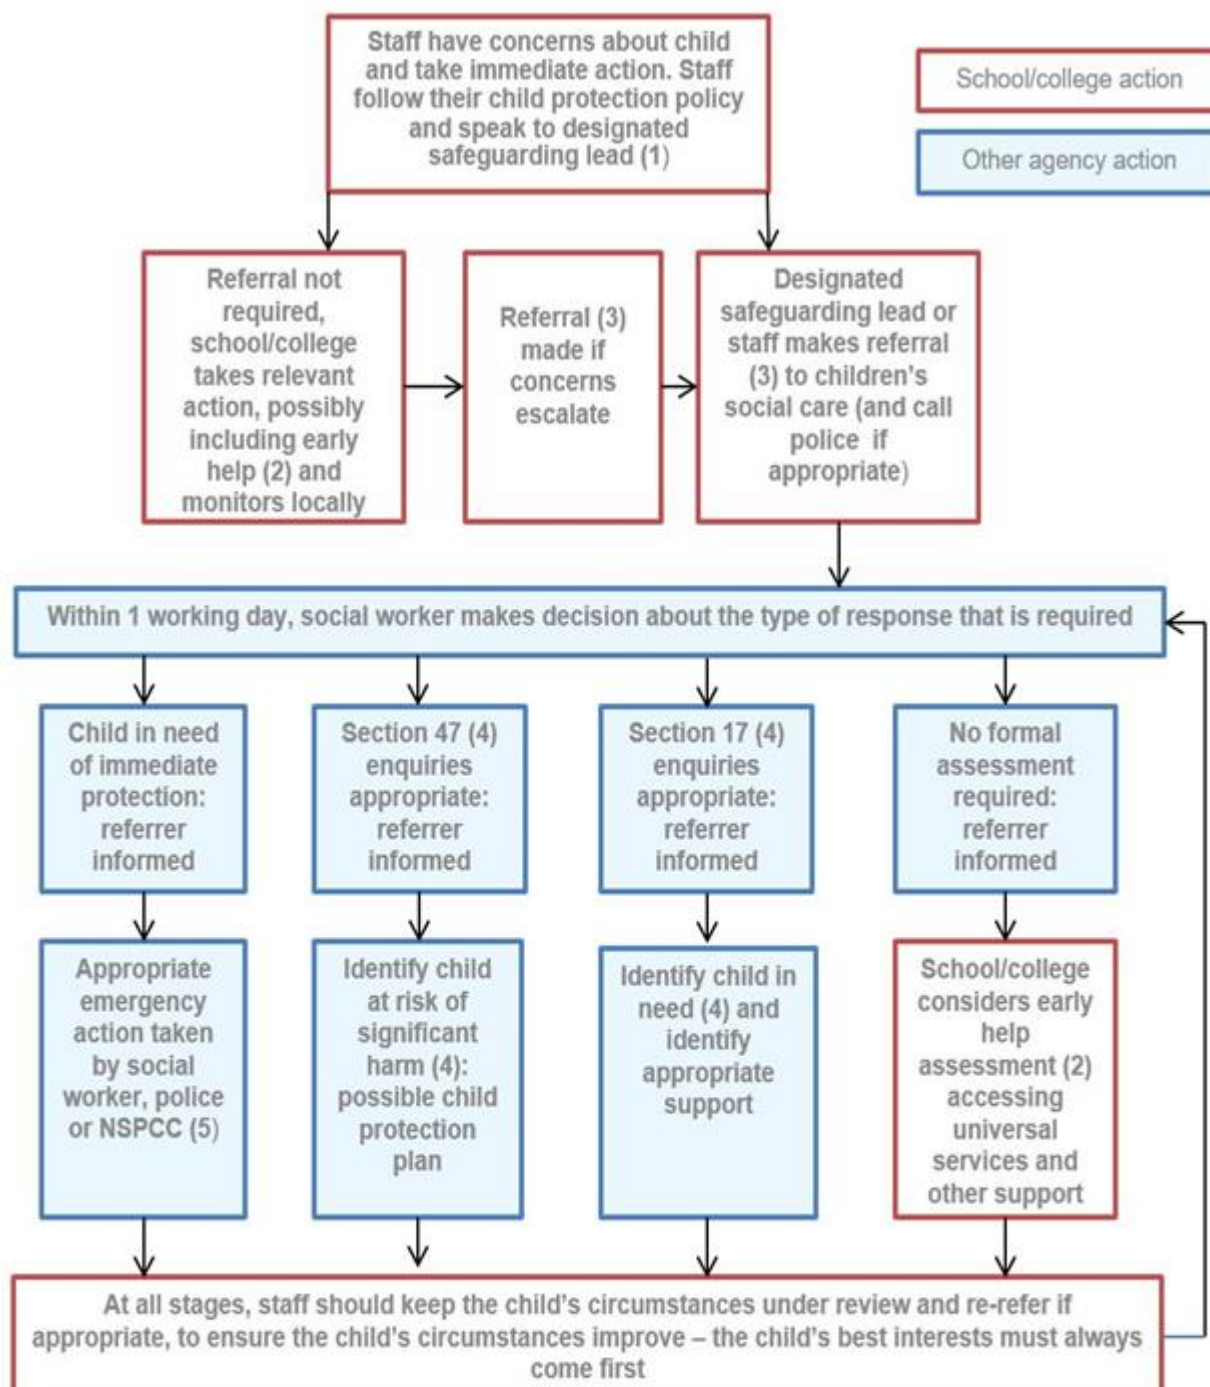 Staff have concerns about child
and take immediate action. Staff
follow their child protection policy
and speak to designated
safeguarding lead (1)
School/college action
Other agency action
Referral not
required,
school/college
takes relevant
action, possibly
including early
help (2) and
monitors locally
Referral (3)
made if
concerns
escalate
Designated
safeguarding lead or
staff makes referral
(3) to children's
social care (and call
police if
appropriate)
Within 1 working day, social worker makes decision about the type of response that is required
Child in need
of immediate
protection:
referrer
informed
Section 47 (4)
enquiries
appropriate:
referrer
informed
Section 17 (4)
enquiries
appropriate:
referrer
informed
No formal
assessment
required:
referrer
informed
Appropriate
emergency
action taken
by social
worker, police
or NSPCC (5)
Identify child
at risk of
significant
harm (4):
possible child
protection
plan
Identify child in
need (4) and
identify
appropriate
support
School/college
considers early
help
assessment (2)
accessing
universal
services and
other support
At all stages, staff should keep the child's circumstances under review and re-refer if
appropriate, to ensure the child's circumstances improve – the child's best interests must always
come first